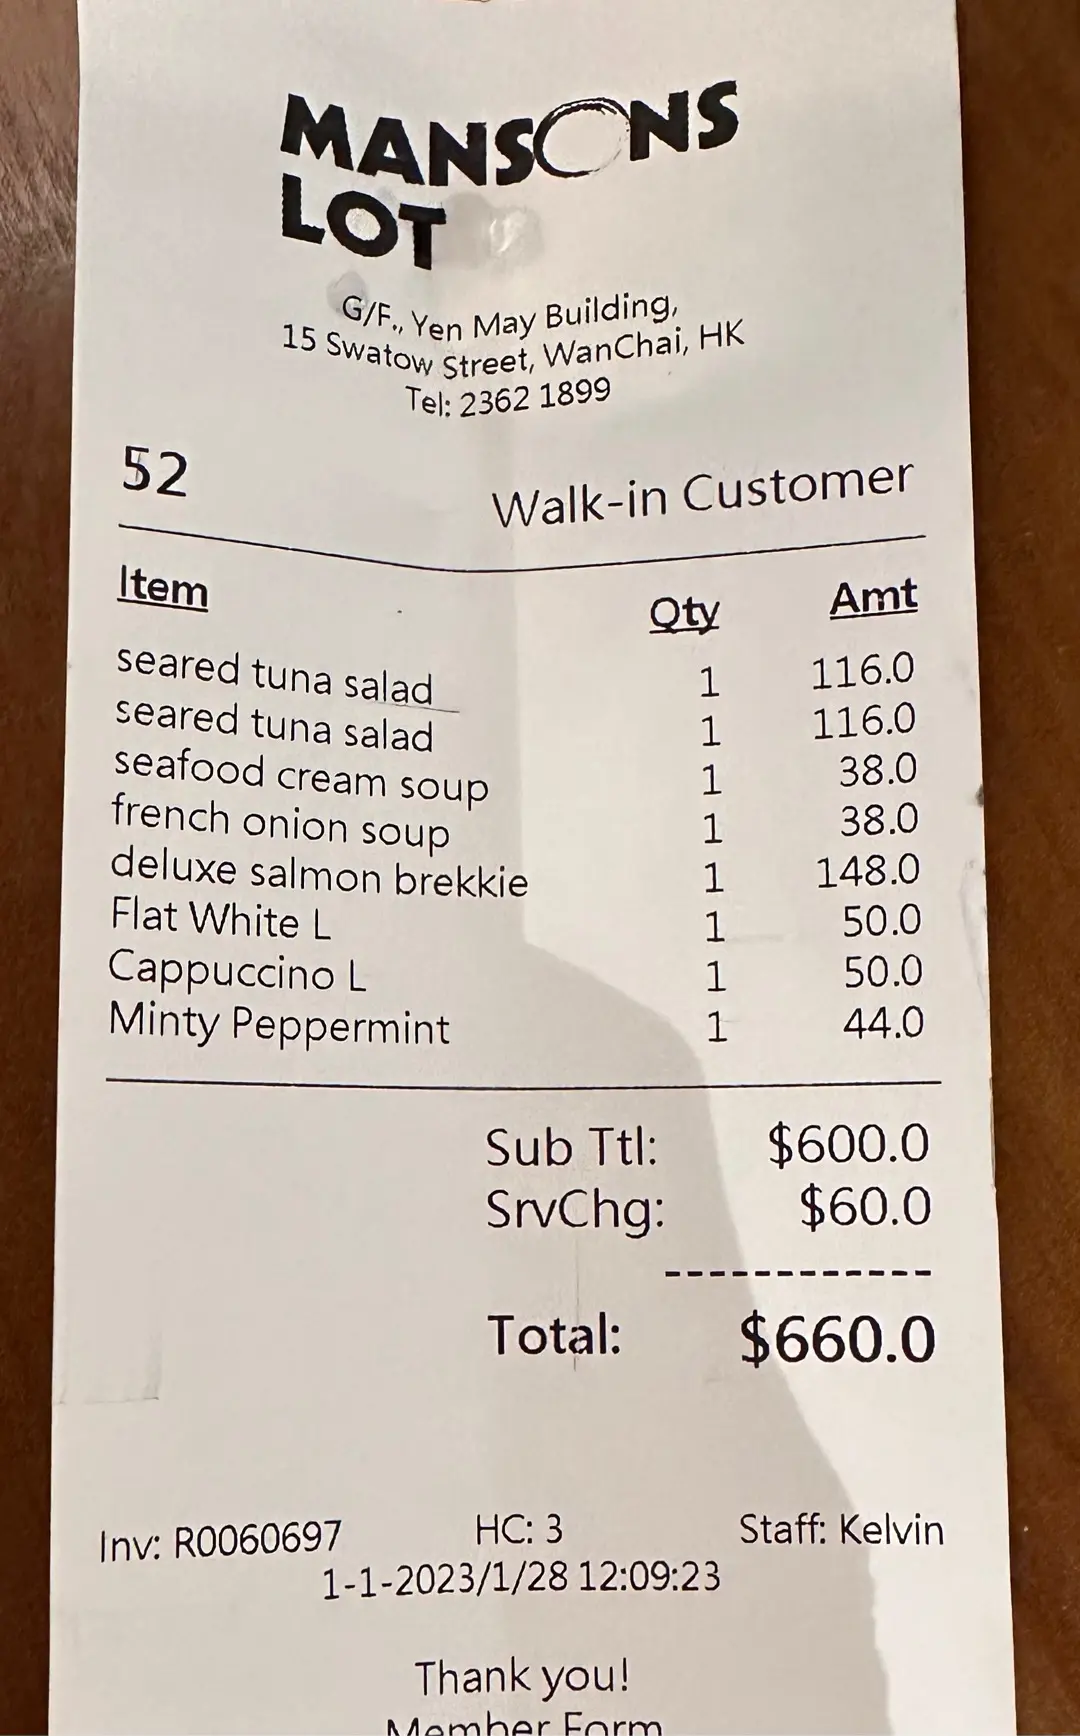 MANSONS
LOT
G/F., Yen May Building,
15 Swatow Street, WanChai, HK
Tel: 2362 1899
52 Walk-in Customer
Item Qty Amt
seared tuna salad 1 116.0
seared tuna salad 1 116.0
seafood cream soup 1 38.0
french onion soup 1 38.0
deluxe salmon brekkie 1 148.0
Flat White L 1 50.0
Cappuccino L 1 50.0
Minty Peppermint 1 44.0
Sub Ttl: $600.0
SrvChg: $60.0
------------
Total: $660.0
Inv: R0060697 HC: 3 Staff: Kelvin
1-1-2023/1/28 12:09:23
Thank you!
Member Form